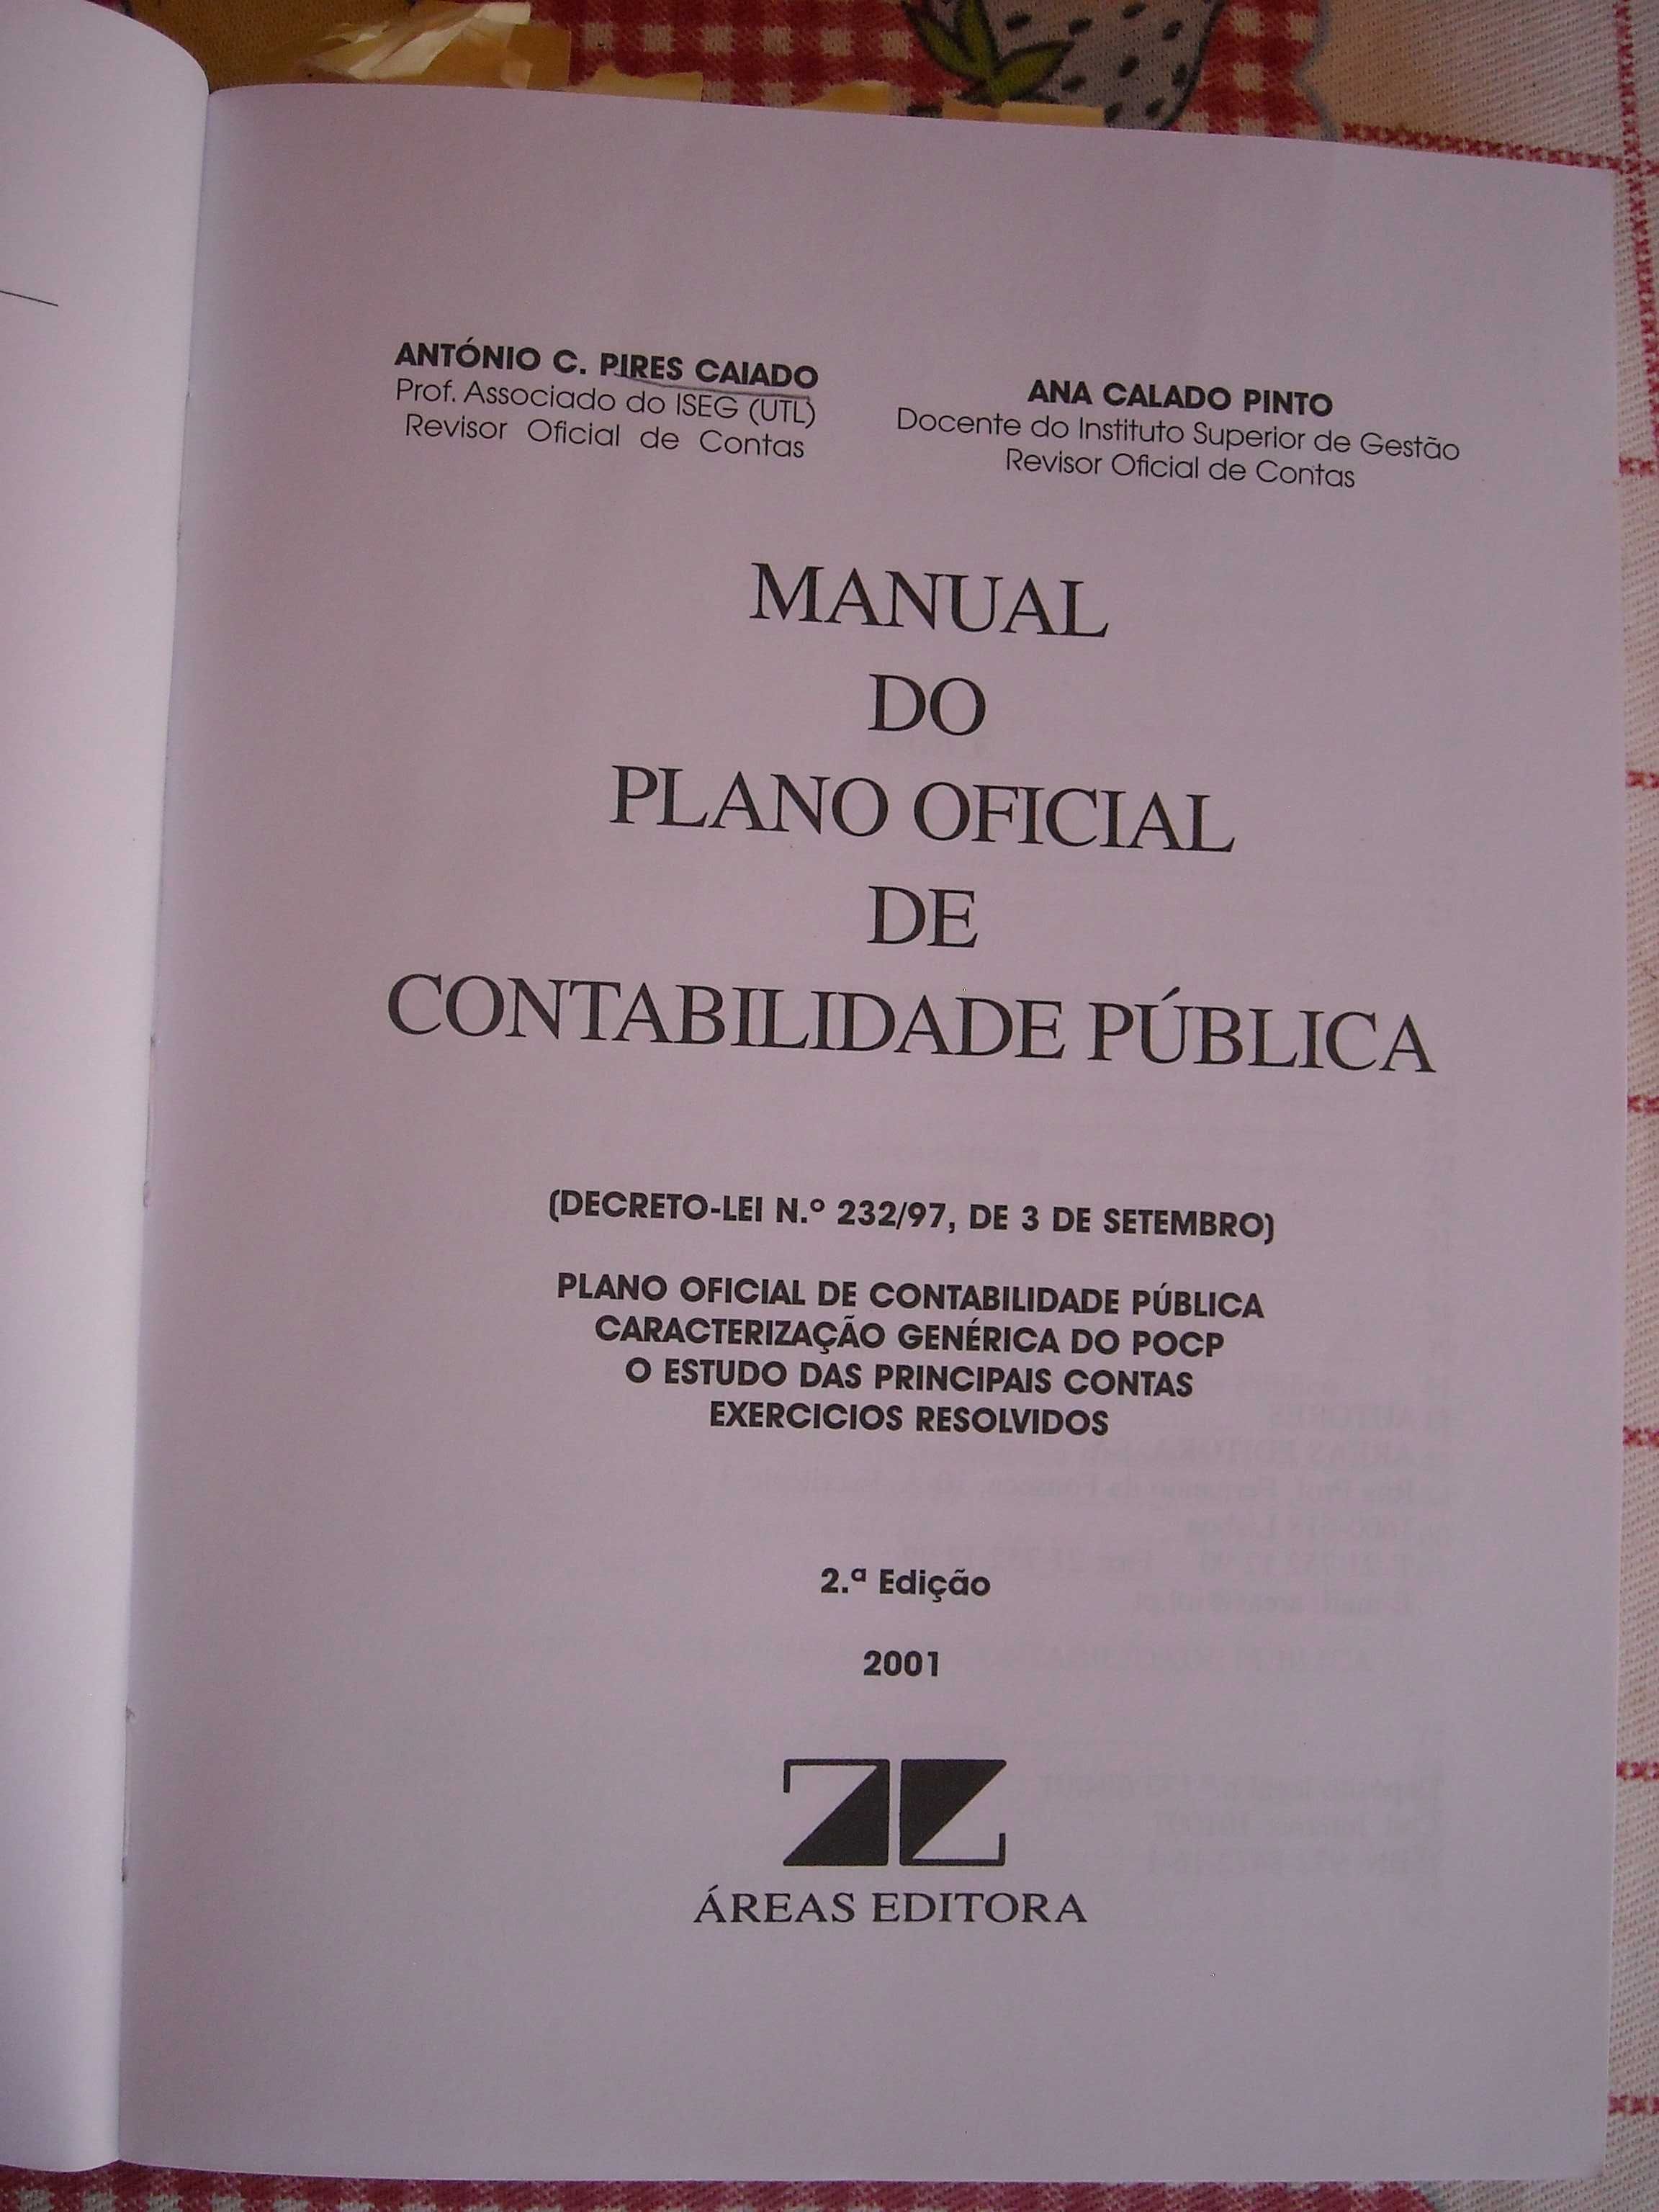 ANTÓNIO C. PIRES CAIADO
Prof. Associado do ISEG (UTL)
Revisor Oficial de Contas
ANA CALADO PINTO
Docente do Instituto Superior de Gestão
Revisor Oficial de Contas
MANUAL
DO
PLANO OFICIAL
DE
CONTABILIDADE PÚBLICA
(DECRETO-LEI N.º 232/97, DE 3 DE SETEMBRO)
PLANO OFICIAL DE CONTABILIDADE PÚBLICA
CARACTERIZAÇÃO GENÉRICA DO POCP
O ESTUDO DAS PRINCIPAIS CONTAS
EXERCICIOS RESOLVIDOS
2.ª Edição
2001
ÁREAS EDITORA